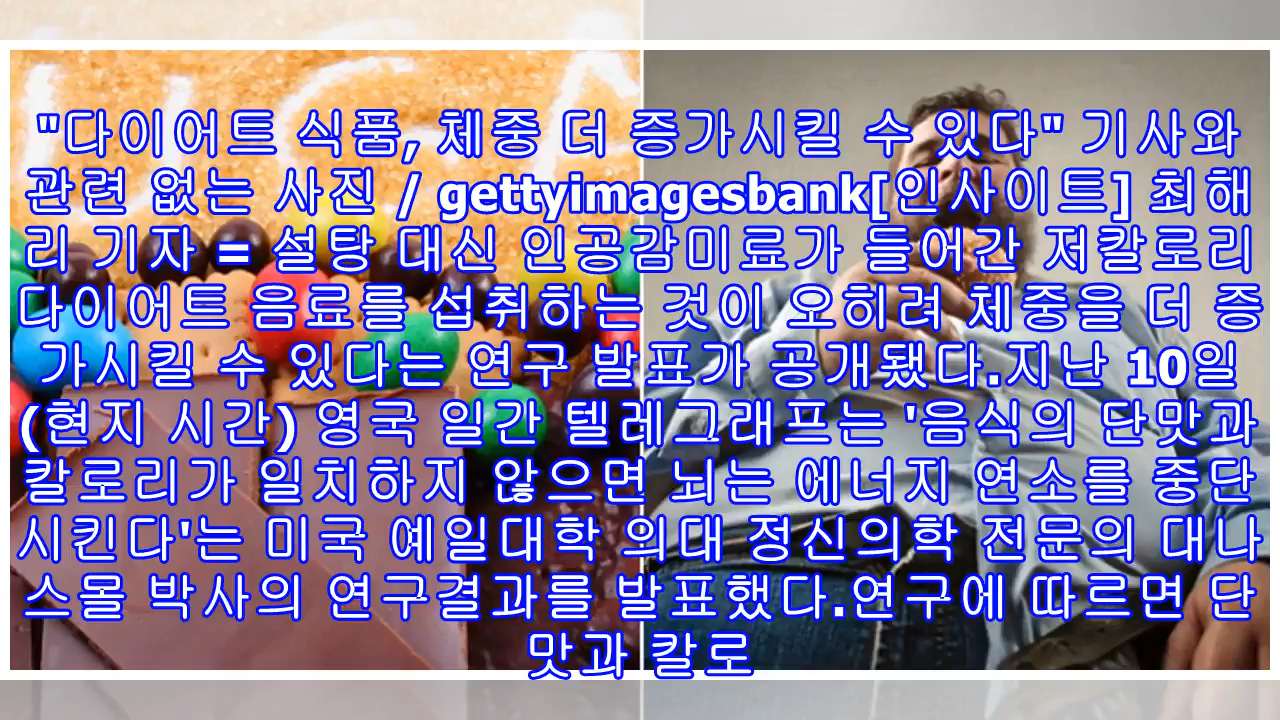 "다이어트 식품, 체중 더 증가시킬 수 있다" 기사와
관련 없는 사진 / gettyimagesbank[인사이트] 최해
리 기자 = 설탕 대신 인공감미료가 들어간 저칼로리
다이어트 음료를 섭취하는 것이 오히려 체중을 더 증
가시킬 수 있다는 연구 발표가 공개됐다.지난 10일
(현지 시간) 영국 일간 텔레그래프는 '음식의 단맛과
칼로리가 일치하지 않으면 뇌는 에너지 연소를 중단
시킨다'는 미국 예일대학 의대 정신의학 전문의 대나
스몰 박사의 연구결과를 발표했다.연구에 따르면 단
맛과 칼로